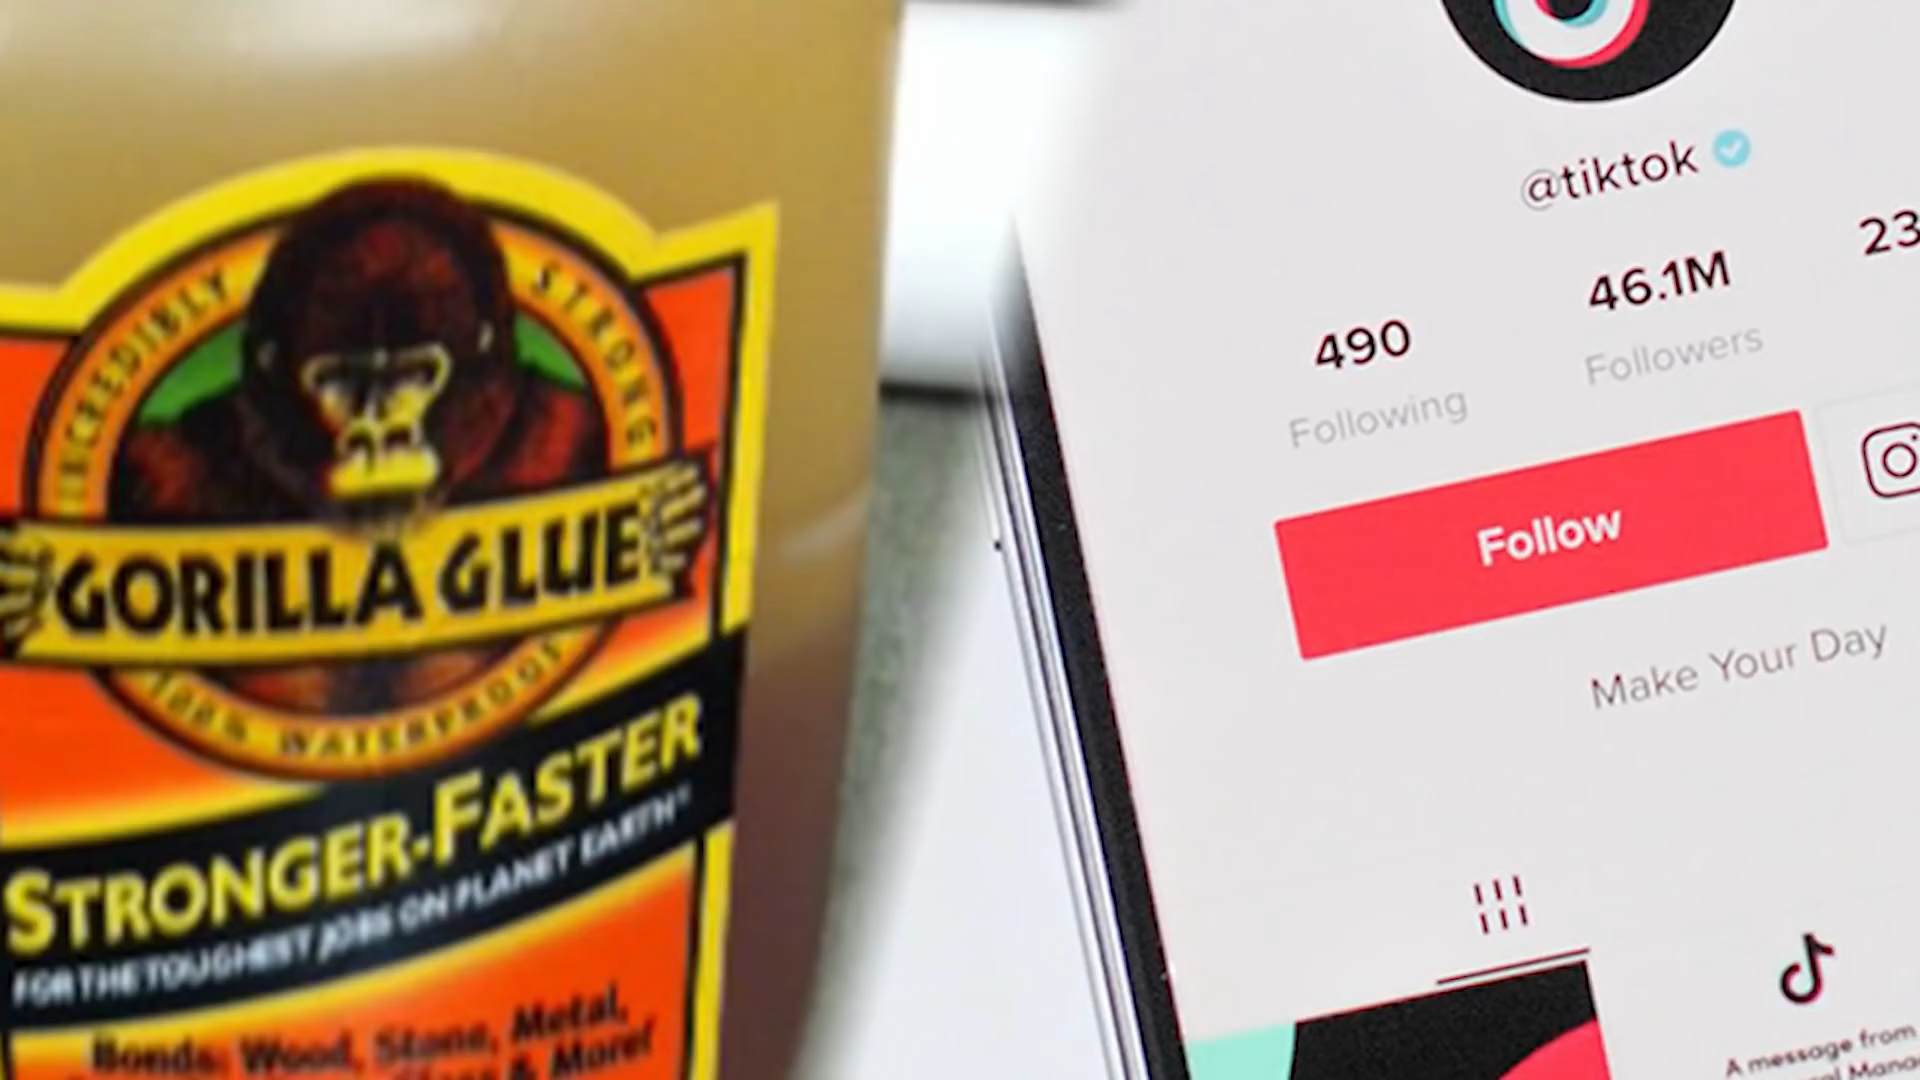 INCREDIBLY STRONG
GORILLA GLUE
100% WATERPROOF
STRONGER-FASTER
FOR THE TOUGHEST JOBS ON PLANET EARTH
Bonds: Wood, Stone, Metal,
& More!
@tiktok
490
Following
46.1M
Followers
23
Follow
Make Your Day
A message from